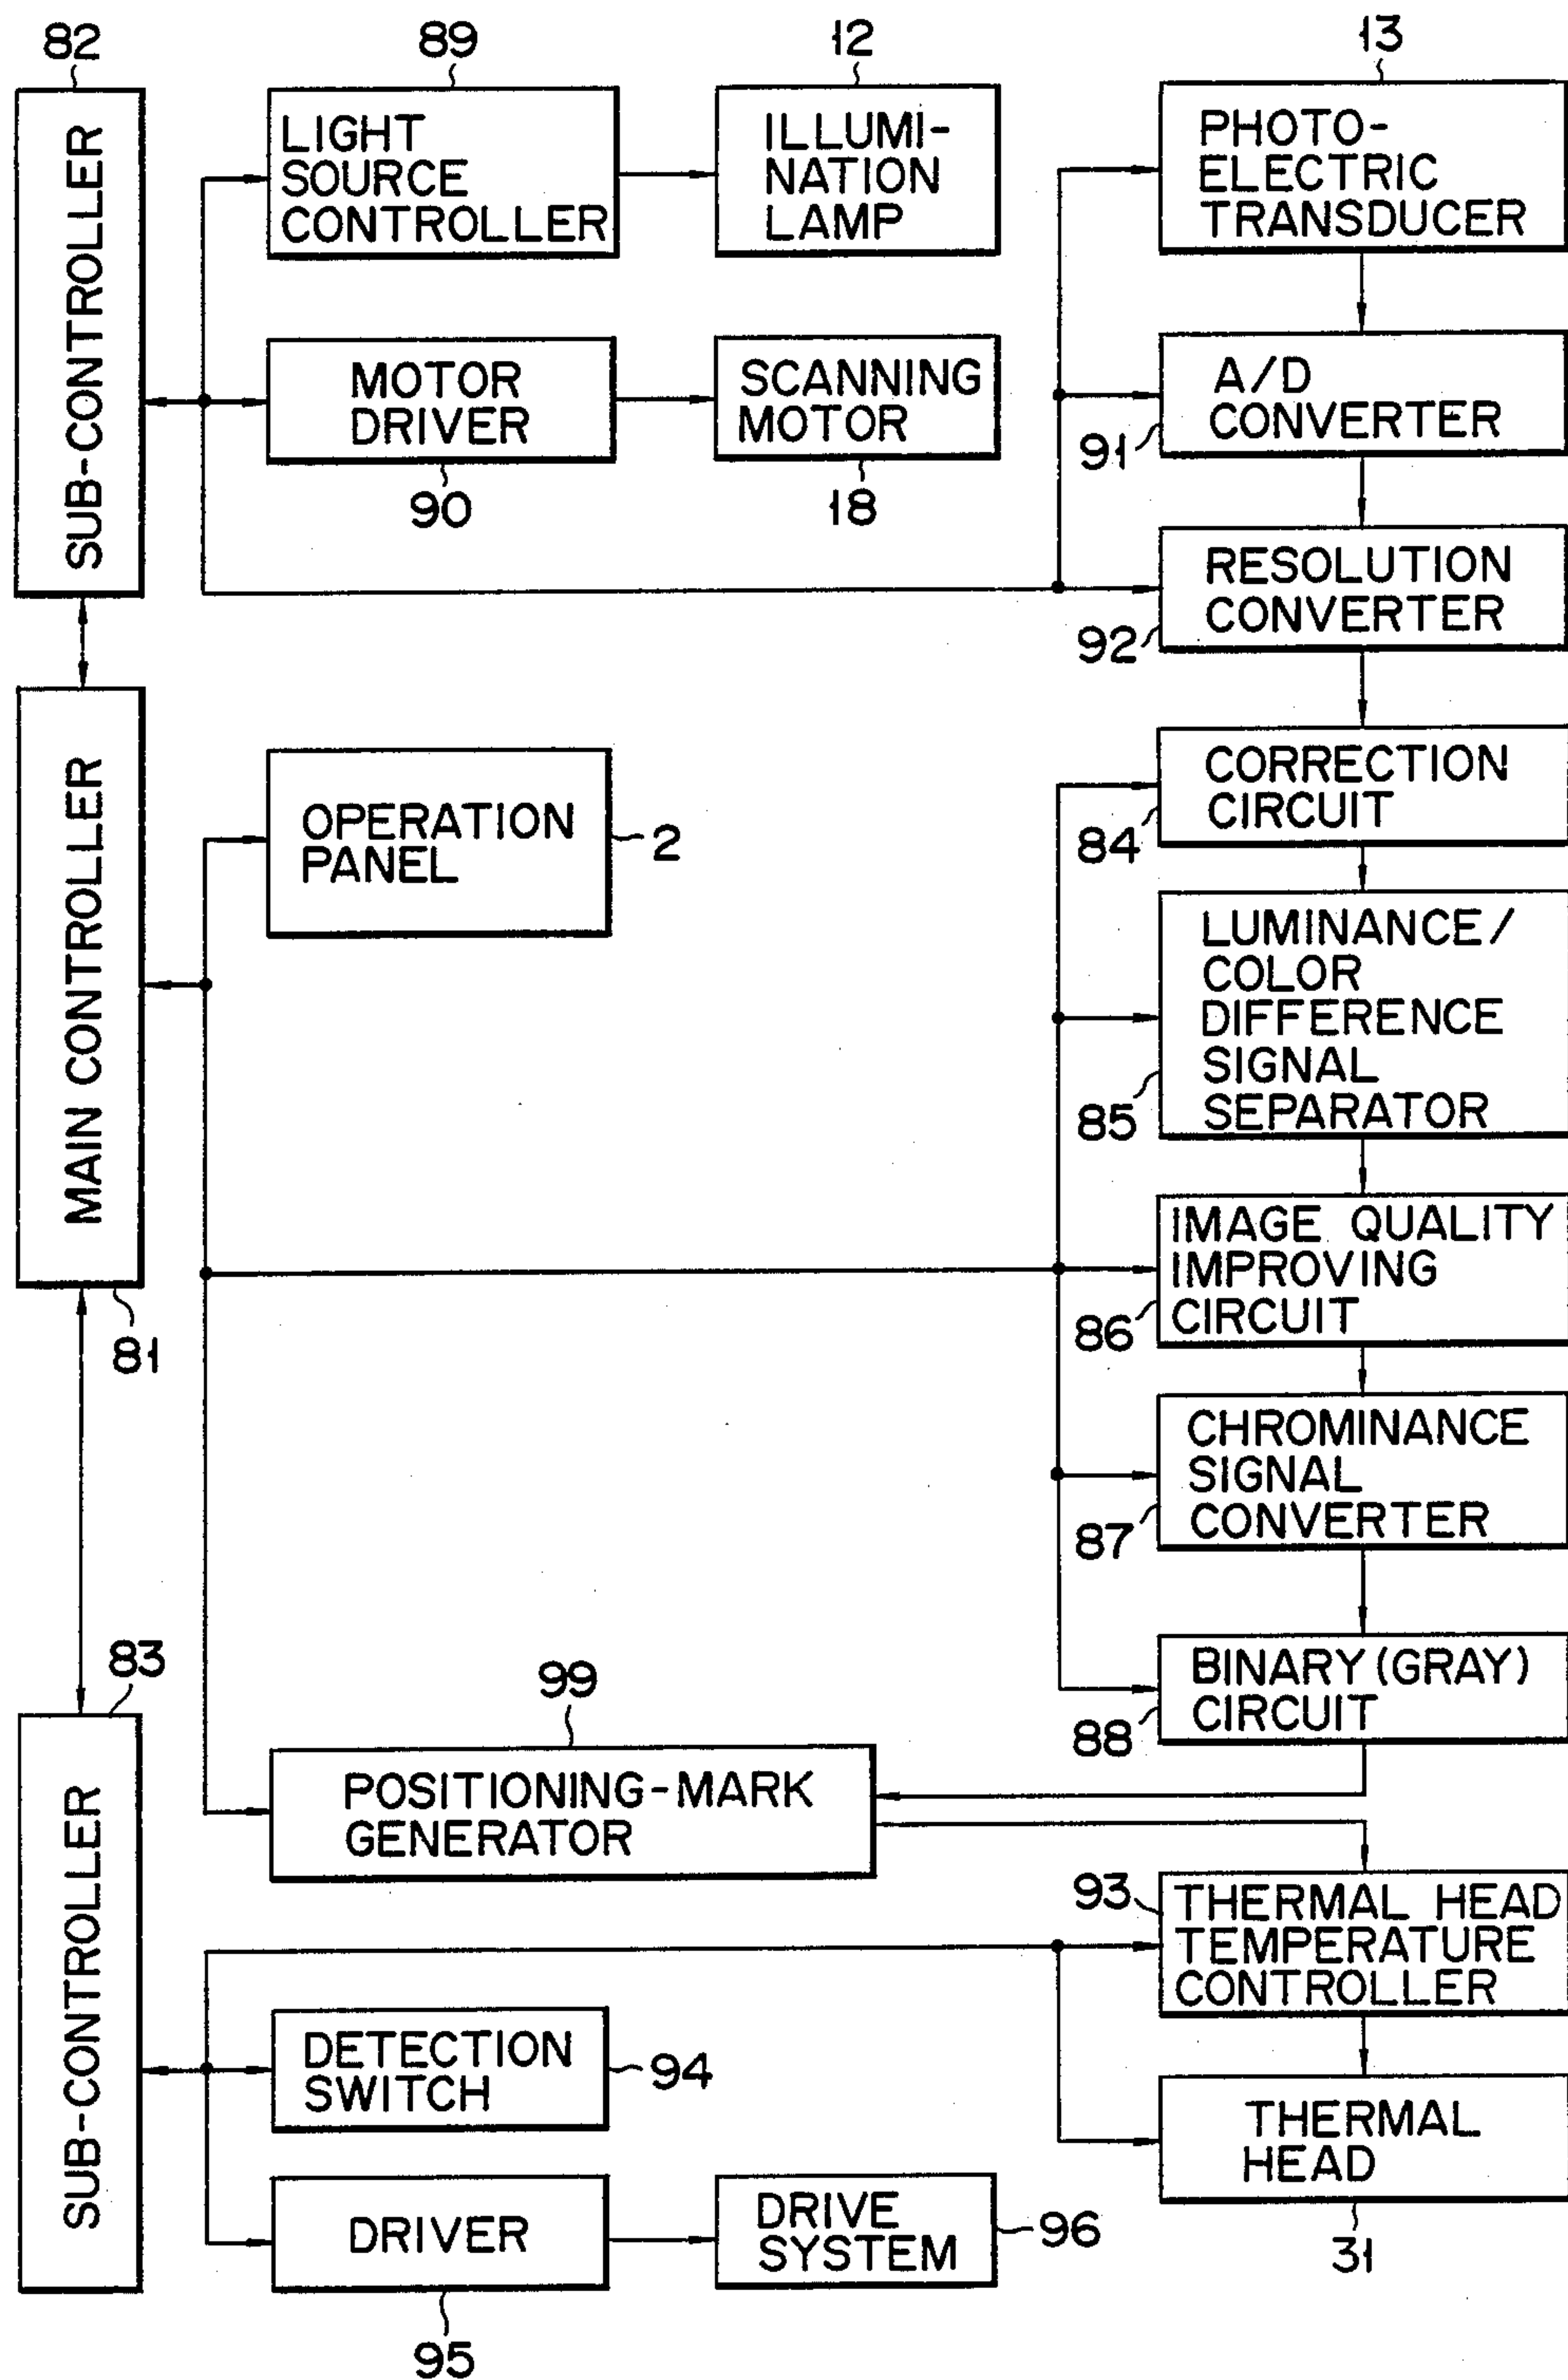 82
SUB-CONTROLLER
89
LIGHT
SOURCE
CONTROLLER
12
ILLUMI-
NATION
LAMP
13
PHOTO-
ELECTRIC
TRANSDUCER
MOTOR
DRIVER
90
SCANNING
MOTOR
18
A/D
CONVERTER
91
RESOLUTION
CONVERTER
92
MAIN CONTROLLER
81
OPERATION
PANEL
2
CORRECTION
CIRCUIT
84
LUMINANCE/
COLOR
DIFFERENCE
SIGNAL
SEPARATOR
85
IMAGE QUALITY
IMPROVING
CIRCUIT
86
CHROMINANCE
SIGNAL
CONVERTER
87
BINARY (GRAY)
CIRCUIT
88
83
SUB-CONTROLLER
99
POSITIONING-MARK
GENERATOR
93
THERMAL HEAD
TEMPERATURE
CONTROLLER
DETECTION
SWITCH
94
THERMAL
HEAD
31
DRIVER
95
DRIVE
SYSTEM
96